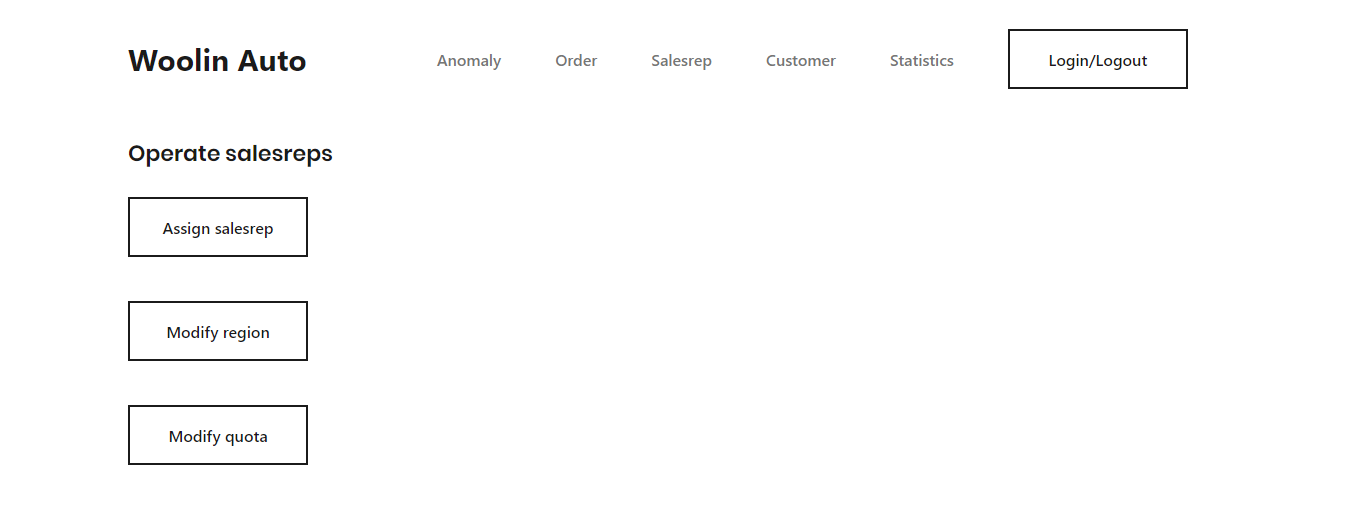 Woolin Auto Anomaly Order Salesrep Customer Statistics Login/Logout
Operate salesreps
Assign salesrep
Modify region
Modify quota